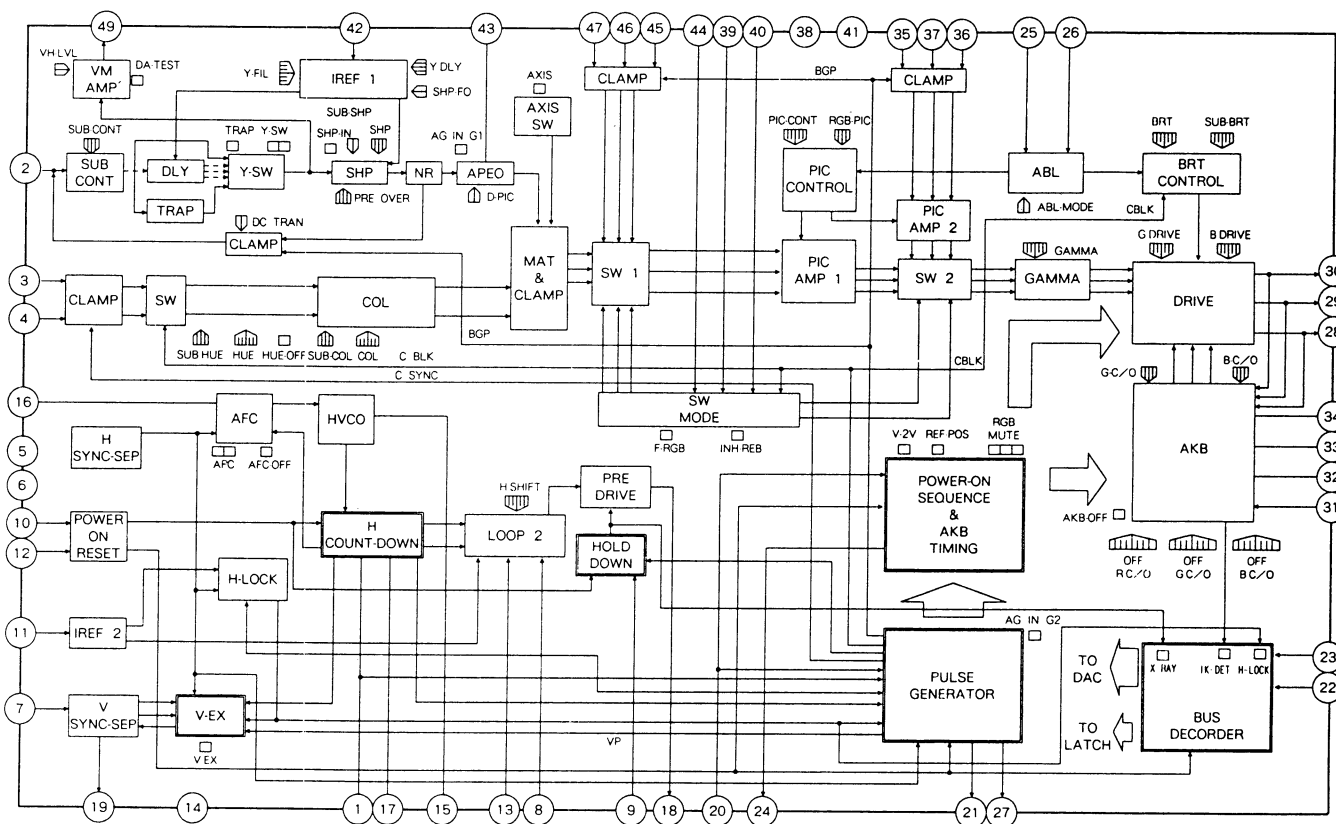 49
42
43
47
46
45
44
39
40
38
41
35
37
36
25
26
VH·LVL
VM
AMP
DA·TEST
Y·FIL
IREF 1
Y DLY
SHP·FO
SUB·SHP
AXIS
AXIS
SW
CLAMP
BGP
CLAMP
PIC·CONT
RGB·PIC
PIC
CONTROL
ABL
ABL·MODE
BRT
SUB·BRT
BRT
CONTROL
CBLK
2
SUB·CONT
SUB
CONT
TRAP
Y·SW
DLY
Y·SW
TRAP
SHP·IN
SHP
SHP
PRE OVER
NR
AG IN G1
APEO
D·PIC
DC TRAN
CLAMP
MAT
&
CLAMP
SW 1
PIC
AMP 1
PIC
AMP 2
SW 2
GAMMA
GAMMA
G DRIVE
B DRIVE
DRIVE
30
29
28
3
4
CLAMP
SW
COL
BGP
SUB·HUE
HUE
HUE·OFF
SUB·COL
COL
C BLK
C SYNC
CBLK
SW
MODE
F·RGB
INH·REB
G·C/O
B·C/O
16
5
6
10
12
11
7
H
SYNC·SEP
AFC
AFC
AFC·OFF
HVCO
H SHIFT
PRE
DRIVE
POWER
ON
RESET
H
COUNT-DOWN
LOOP 2
HOLD
DOWN
V·2V
REF·POS
RGB
MUTE
POWER-ON
SEQUENCE
&
AKB
TIMING
AKB
AKB·OFF
34
33
32
31
OFF
R C/O
OFF
G C/O
OFF
B C/O
H-LOCK
IREF 2
V
SYNC-SEP
V-EX
V EX
VP
PULSE
GENERATOR
AG IN G2
TO
DAC
TO
LATCH
X RAY
IK·DET
H·LOCK
BUS
DECORDER
23
22
19
14
1
17
15
13
8
9
18
20
24
21
27